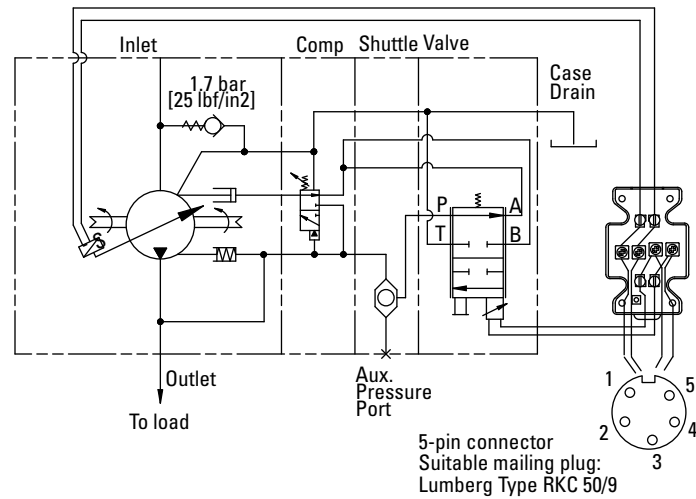 Inlet
Comp
Shuttle
Valve
1.7 bar
[25 lbf/in2]
Case
Drain
P
A
T
B
S
Outlet
To load
Aux.
Pressure
Port
1
5
2
4
3
5-pin connector
Suitable mailing plug:
Lumberg Type RKC 50/9